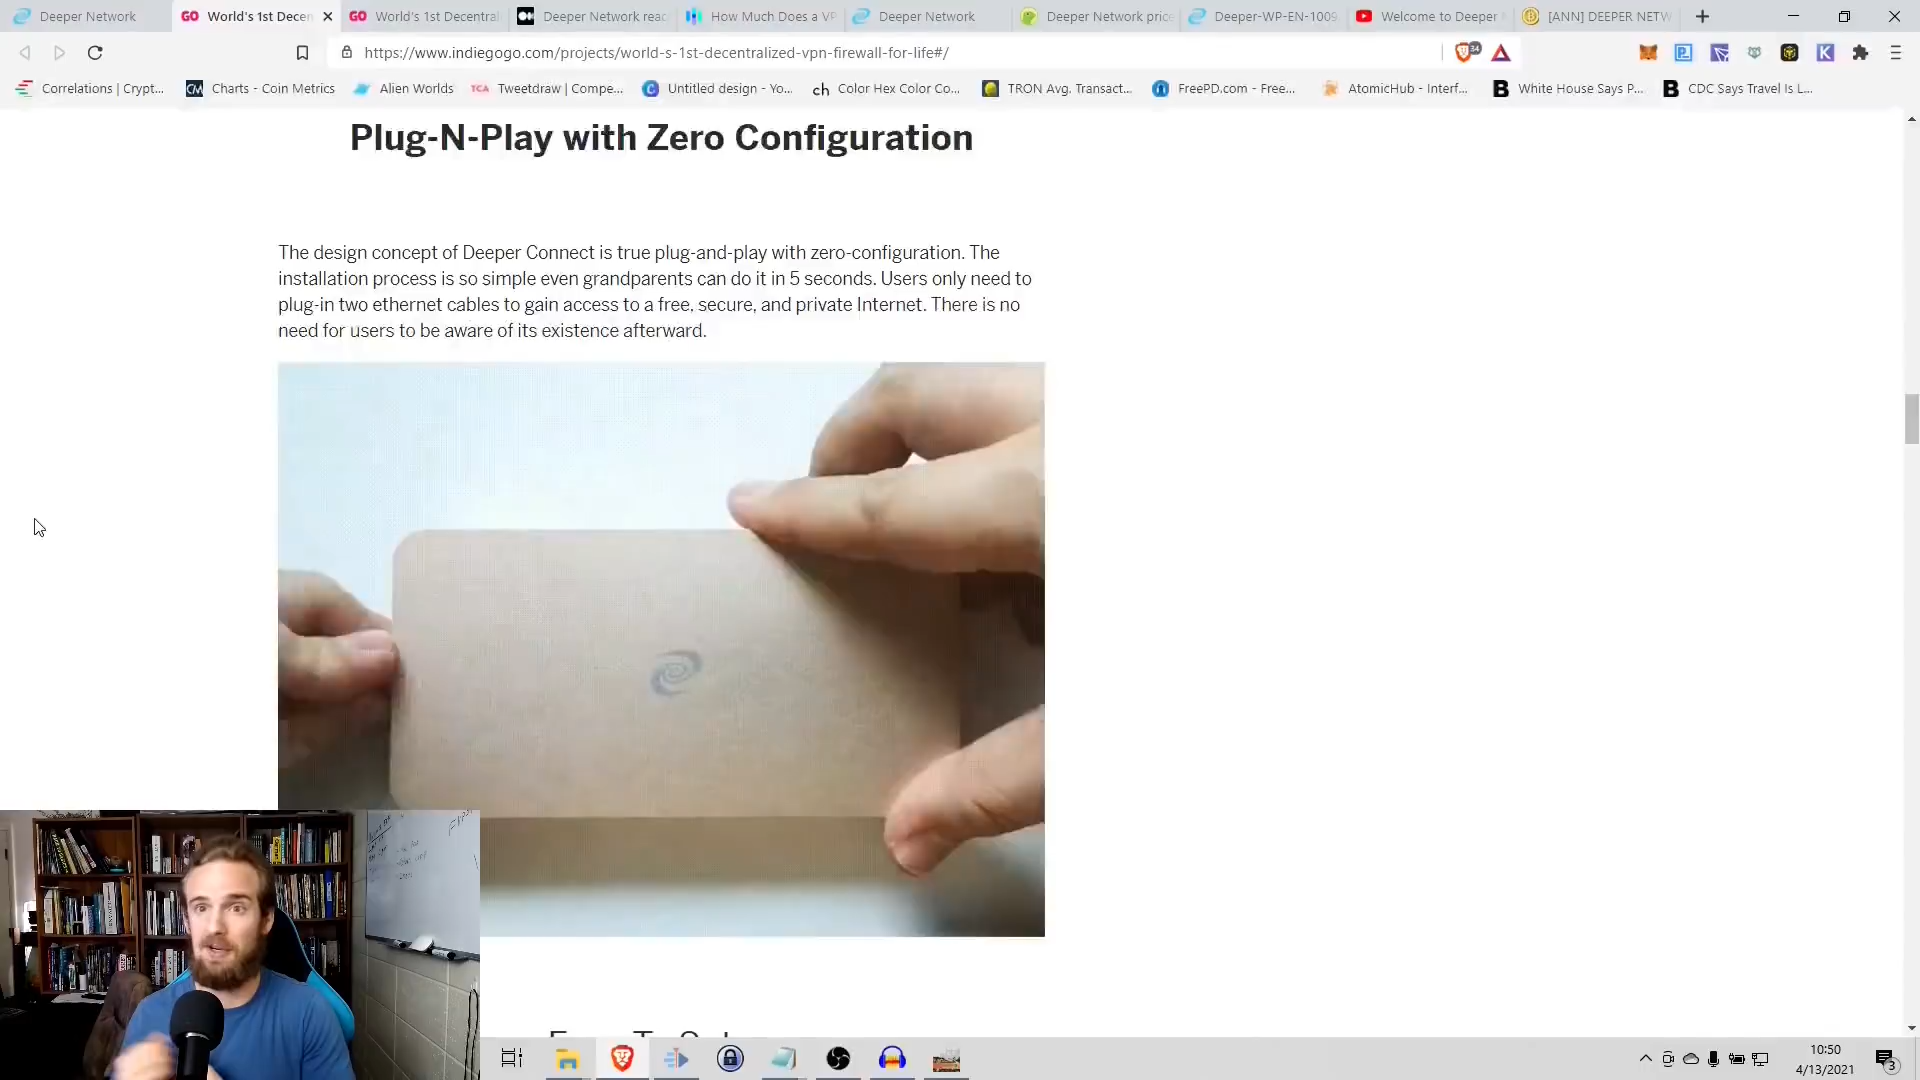 Deeper Network
GO World's 1st Decen
GO World's 1st Decentral
Deeper Network reac
How Much Does a VP
Deeper Network
Deeper Network price
Deeper-WP-EN-1009
Welcome to Deeper
[ANN] DEEPER NETW
https://www.indiegogo.com/projects/world-s-1st-decentralized-vpn-firewall-for-life#/
34
Correlations | Crypt...
CM Charts - Coin Metrics
Alien Worlds
TCA Tweetdraw | Compe...
Untitled design - Yo...
ch Color Hex Color Co...
TRON Avg. Transact...
FreePD.com - Free...
AtomicHub - Interf...
B White House Says P...
B CDC Says Travel Is L...
Plug-N-Play with Zero Configuration
The design concept of Deeper Connect is true plug-and-play with zero-configuration. The
installation process is so simple even grandparents can do it in 5 seconds. Users only need to
plug-in two ethernet cables to gain access to a free, secure, and private Internet. There is no
need for users to be aware of its existence afterward.
10:50
4/13/2021
3